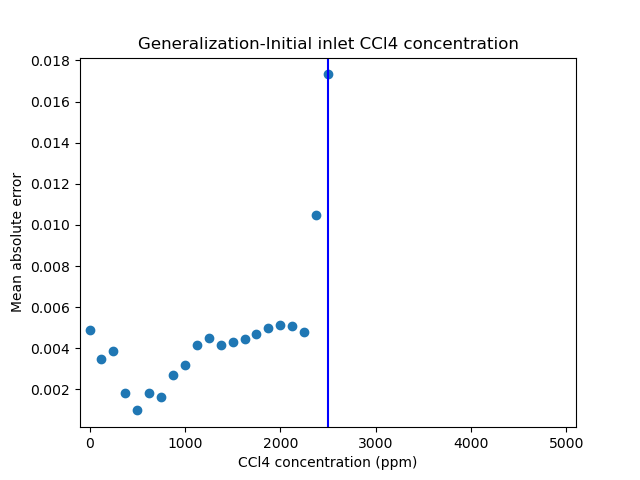 Generalization-Initial inlet CCl4 concentration
0.018
0.016
0.014
0.012
0.010
0.008
0.006
0.004
0.002
Mean absolute error
0 1000 2000 3000 4000 5000
CCl4 concentration (ppm)